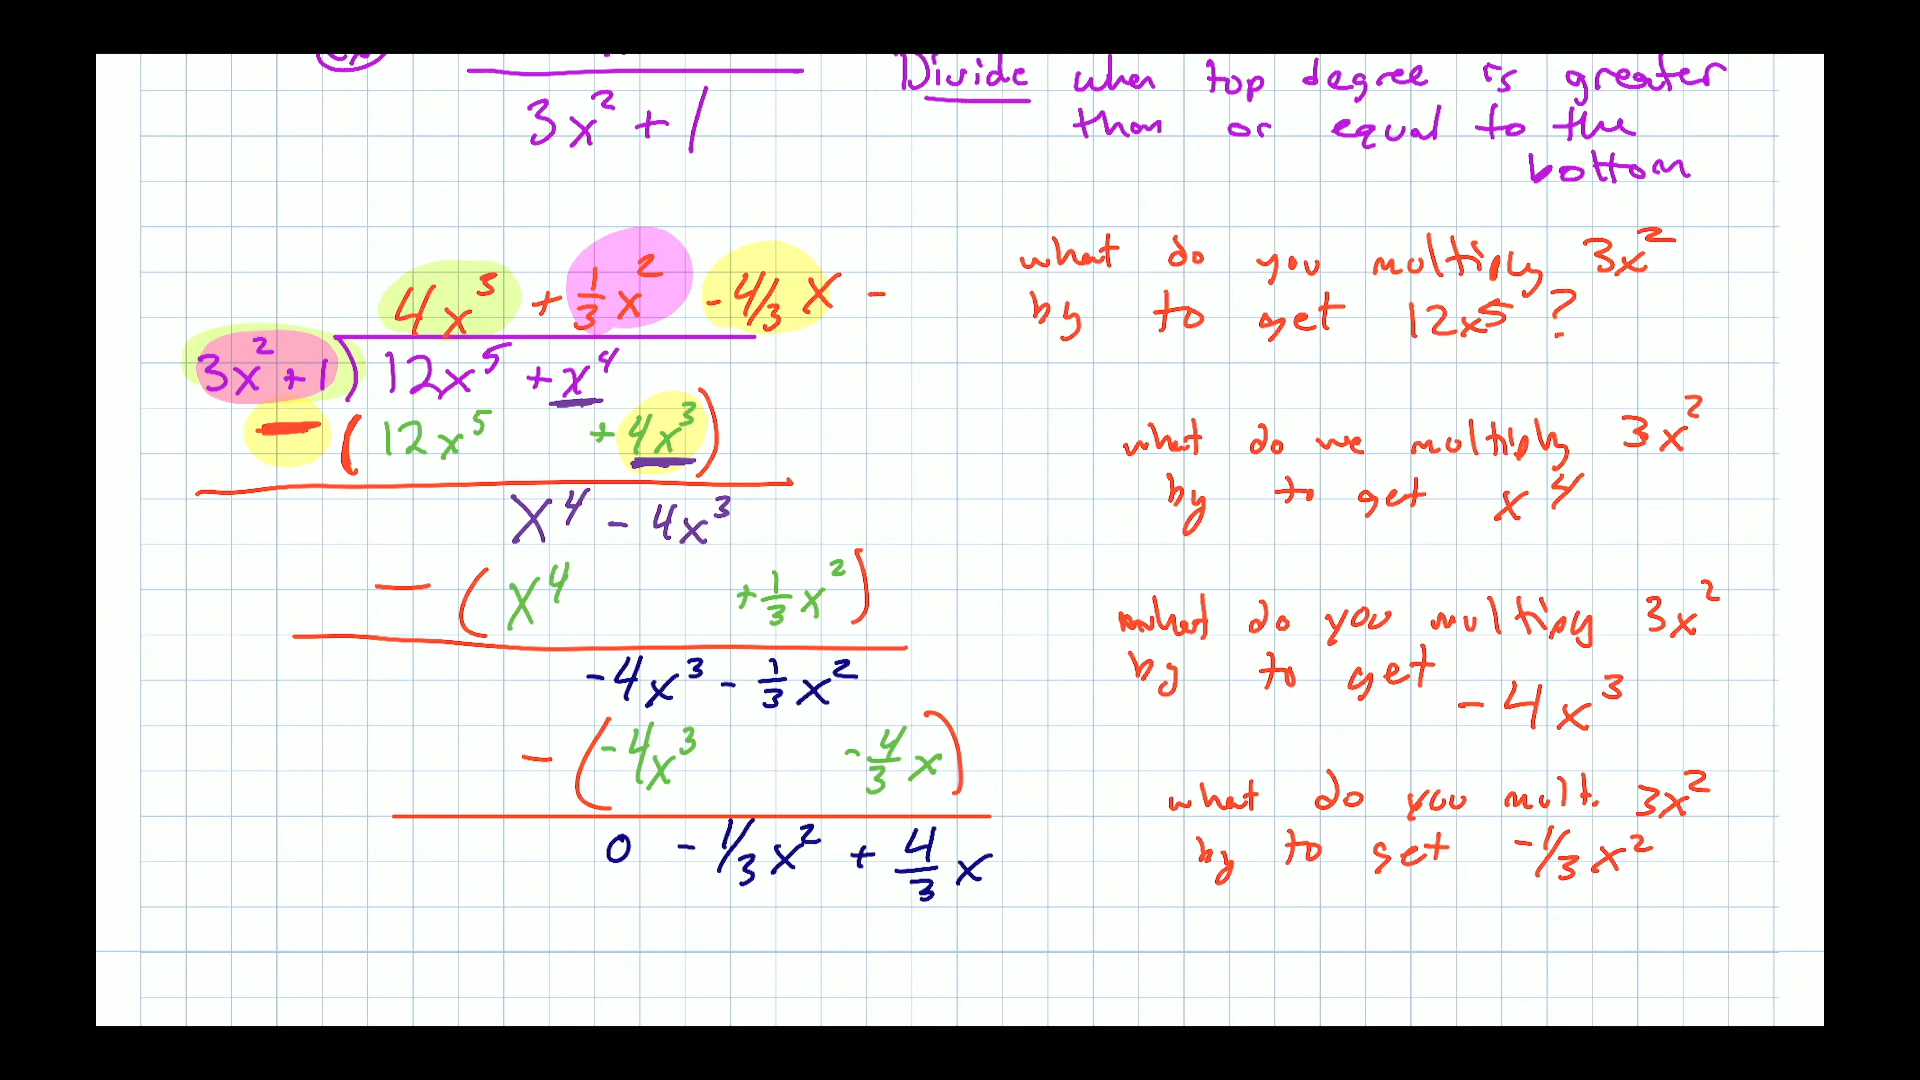 Divide when top degree is greater
than or equal to the
bottom
3x² + 1
what do you multiply 3x²
by to get 12x⁵?
4x³ + 1/3 x² - 4/3 x -
3x² + 1 ) 12x⁵ + x⁴
- ( 12x⁵ + 4x³ )
x⁴ - 4x³
- ( x⁴ + 1/3 x² )
-4x³ - 1/3 x²
- ( -4x³ - 4/3 x )
0 - 1/3 x² + 4/3 x
what do we multiply 3x²
by to get x⁴
what do you multipy 3x²
by to get
-4x³
what do you mult. 3x²
by to get -1/3 x²